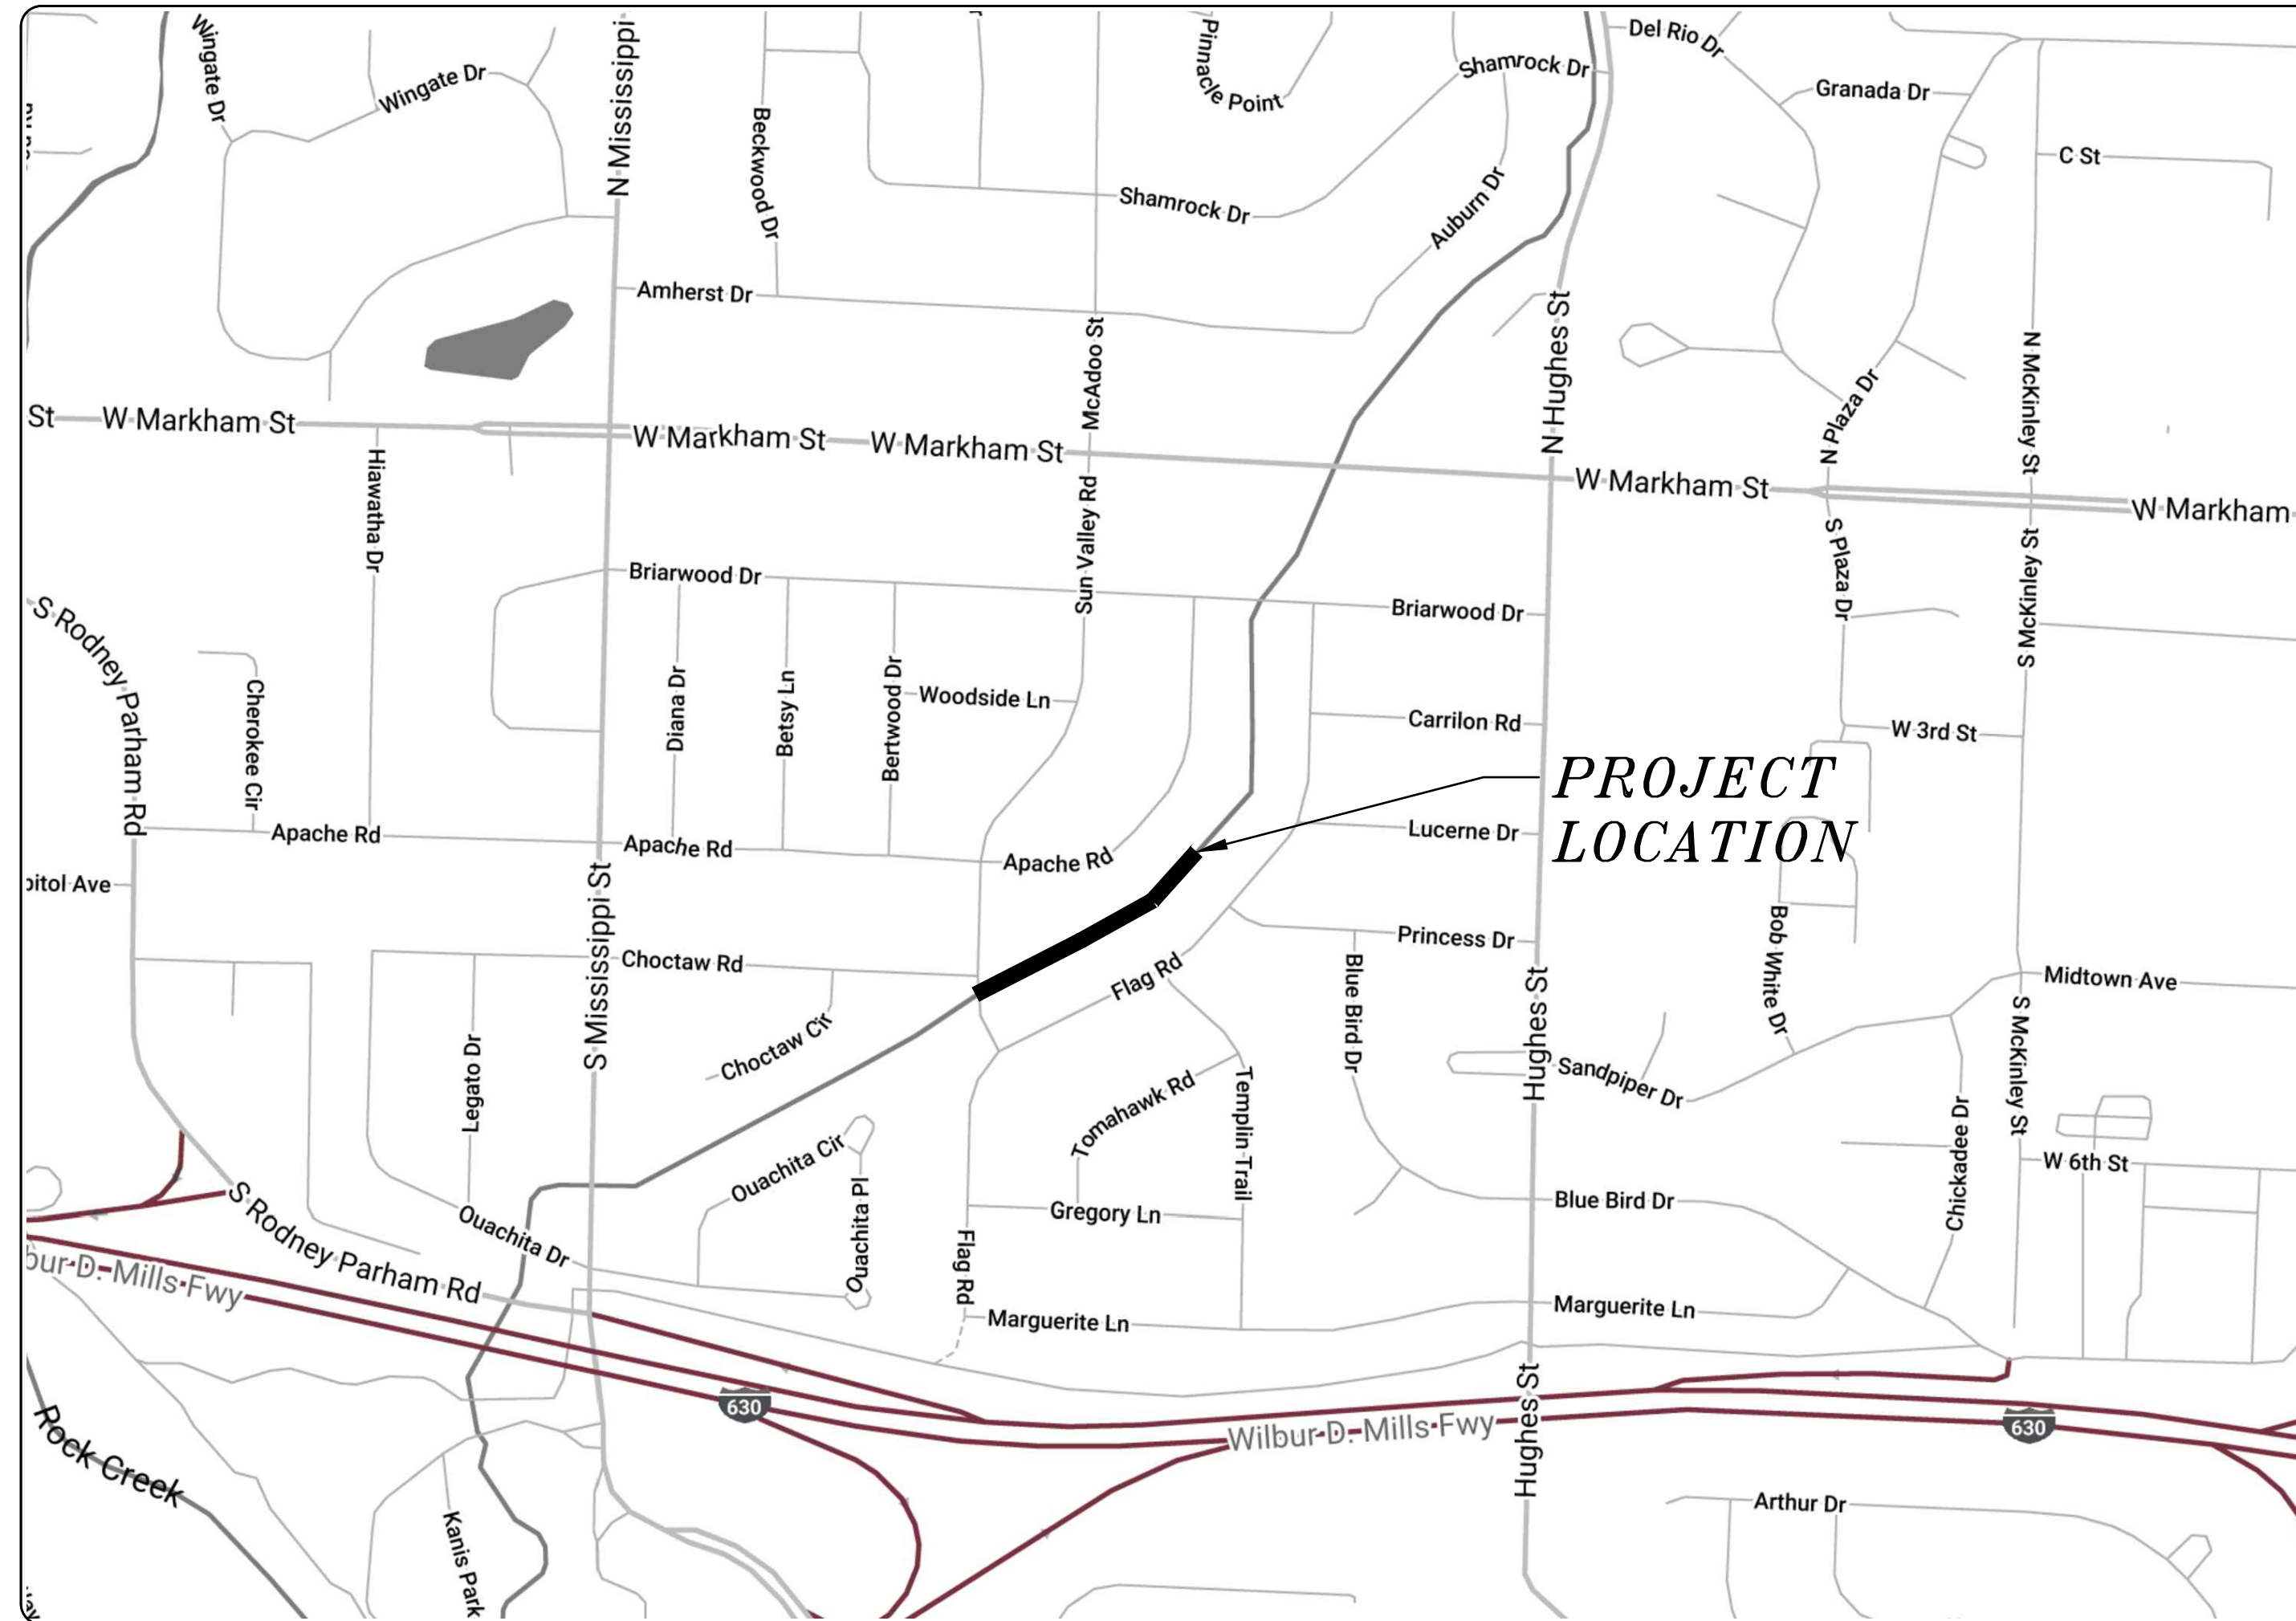 Wingate Dr
Wingate Dr
N Mississippi
Beckwood Dr
Pinnacle Point
Shamrock Dr
Del Rio Dr
Granada Dr
C St
Shamrock Dr
Auburn Dr
Amherst Dr
McAdoo St
N Hughes St
N Plaza Dr
N McKinley St
St
W Markham St
W Markham St
W Markham St
W Markham St
W Markham
Hiawatha Dr
Sun Valley Rd
S Plaza Dr
S McKinley St
Briarwood Dr
Briarwood Dr
S Rodney Parham Rd
Cherokee Cir
Diana Dr
Betsy Ln
Bertwood Dr
Woodside Ln
Carrilon Rd
W 3rd St
PROJECT
LOCATION
Apache Rd
Apache Rd
Apache Rd
Lucerne Dr
pitol Ave
S Mississippi St
Choctaw Rd
Princess Dr
Flag Rd
Blue Bird Dr
Bob White Dr
Midtown Ave
Hughes St
S McKinley St
Legato Dr
Choctaw Cir
Sandpiper Dr
Tomahawk Rd
Templin Trail
Chickadee Dr
Ouachita Cir
Ouachita Pl
W 6th St
Gregory Ln
Blue Bird Dr
S Rodney Parham Rd
Ouachita Dr
Flag Rd
bur D. Mills Fwy
Marguerite Ln
Marguerite Ln
630
Wilbur D. Mills Fwy
Hughes St
630
Rock Creek
Kanis Park
Arthur Dr